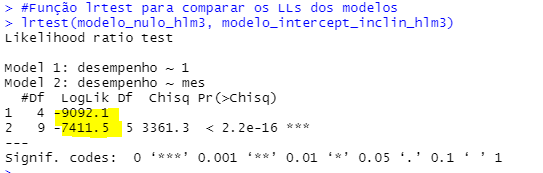 > #Função lrtest para comparar os LLs dos modelos
> lrtest(modelo_nulo_hlm3, modelo_intercept_inclin_hlm3)
Likelihood ratio test

Model 1: desempenho ~ 1
Model 2: desempenho ~ mes
  #Df  LogLik Df  Chisq Pr(>Chisq)
1   4 -9092.1
2   9 -7411.5  5 3361.3  < 2.2e-16 ***
---
Signif. codes:  0 ‘***’ 0.001 ‘**’ 0.01 ‘*’ 0.05 ‘.’ 0.1 ‘ ’ 1
>